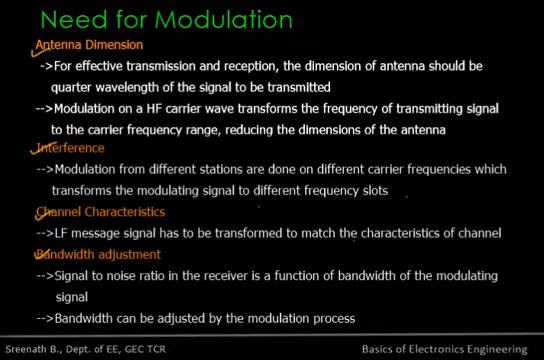 Need for Modulation
Antenna Dimension
->For effective transmission and reception, the dimension of antenna should be
quarter wavelength of the signal to be transmitted
-->Modulation on a HF carrier wave transforms the frequency of transmitting signal
to the carrier frequency range, reducing the dimensions of the antenna
Interference
-->Modulation from different stations are done on different carrier frequencies which
transforms the modulating signal to different frequency slots
Channel Characteristics
-->LF message signal has to be transformed to match the characteristics of channel
Bandwidth adjustment
-->Signal to noise ratio in the receiver is a function of bandwidth of the modulating
signal
-->Bandwidth can be adjusted by the modulation process
Sreenath B., Dept. of EE, GEC TCR
Basics of Electronics Engineering